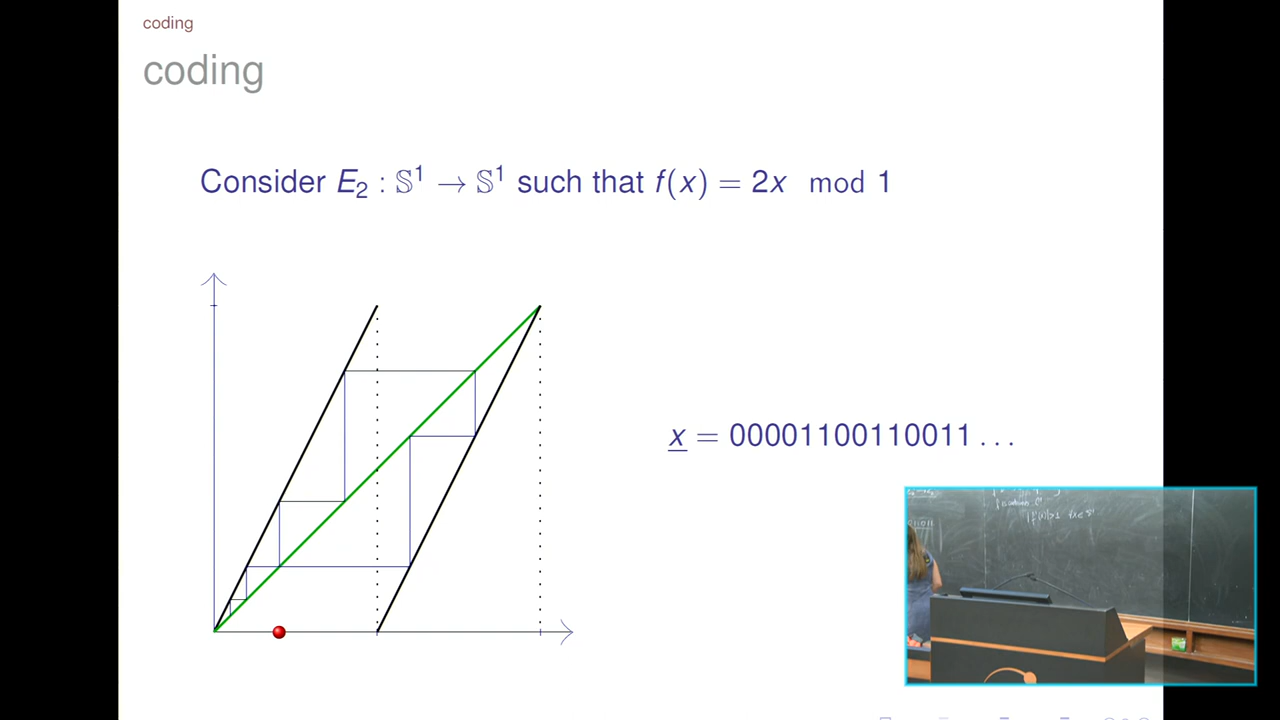 coding
coding
Consider E₂ : 𝕊¹ → 𝕊¹ such that f(x) = 2x mod 1
x = 00001100110011 . . .